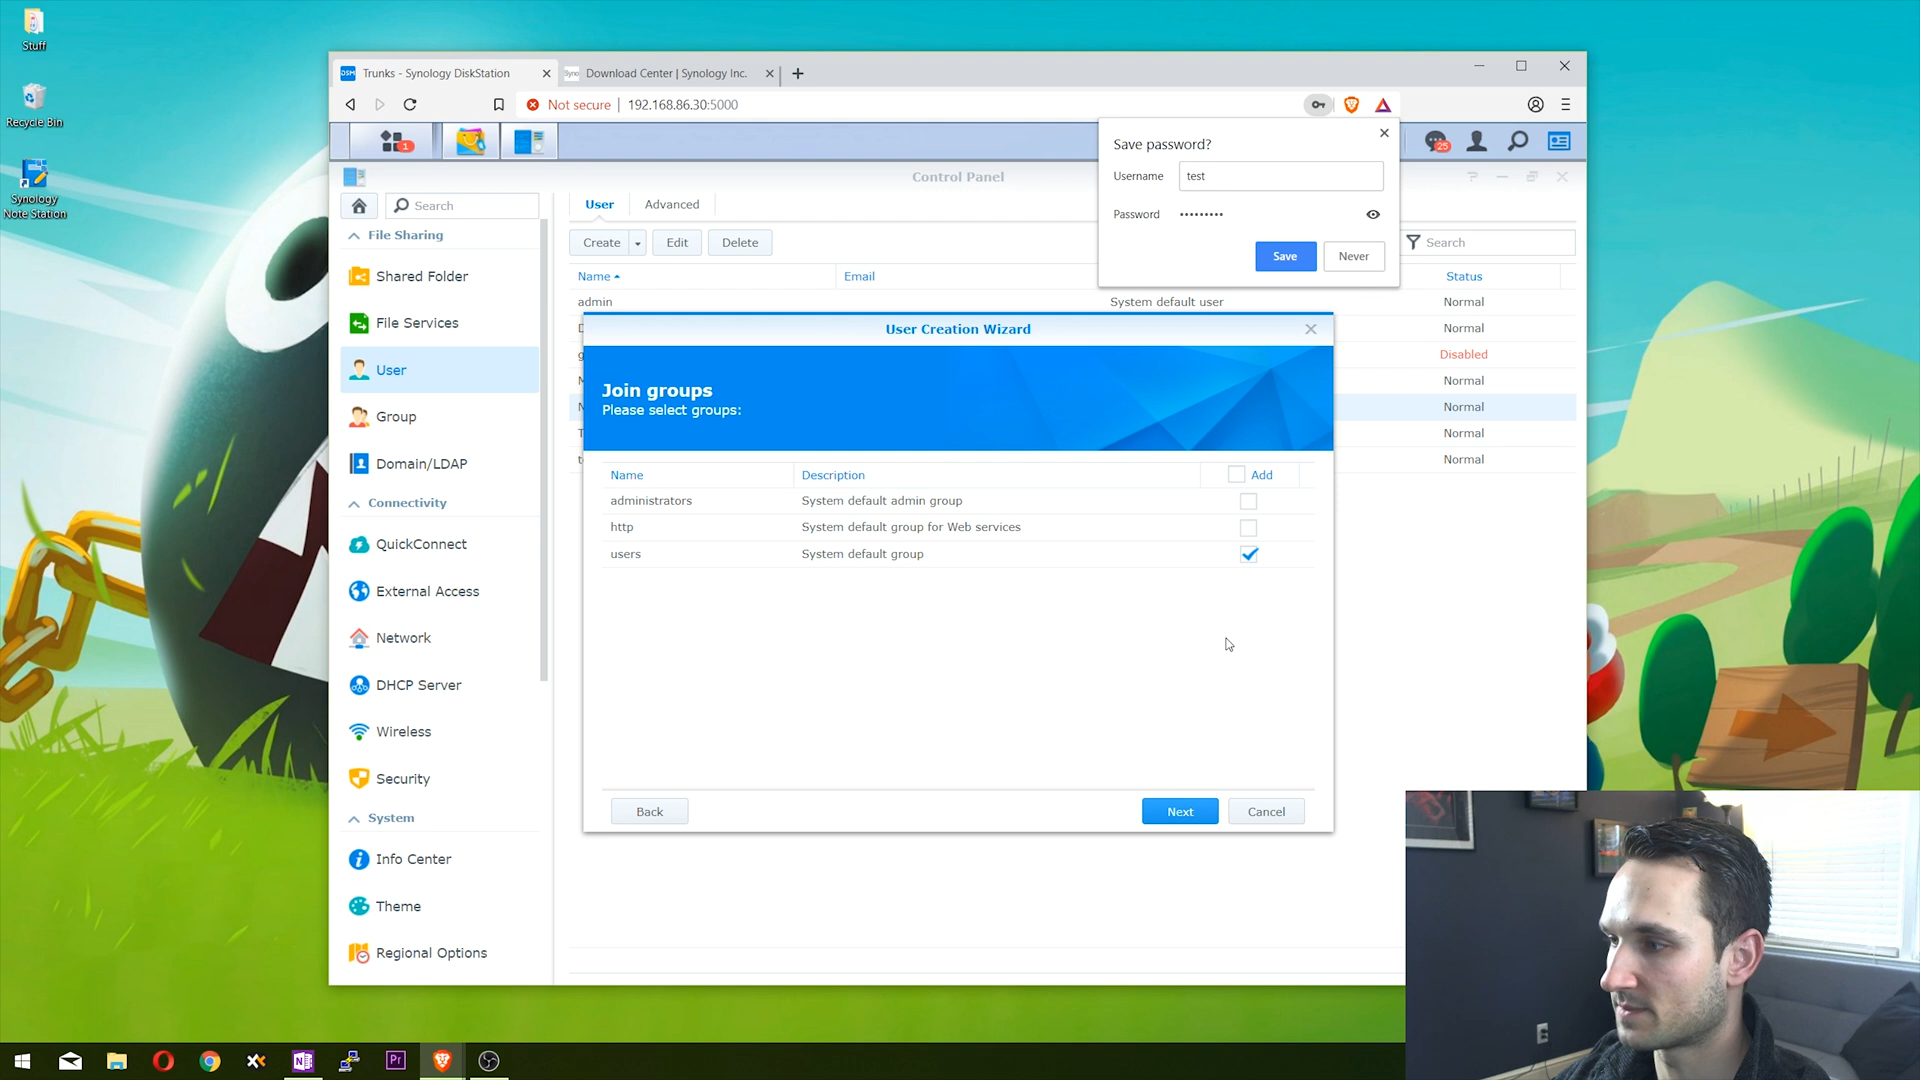 Stuff
Recycle Bin
Synology
Note Station
DSM Trunks - Synology DiskStation
Download Center | Synology Inc.
Not secure | 192.168.86.30:5000
1
25
Save password?
Username test
Password •••••••••
Save Never
Control Panel
Search
User Advanced
Create Edit Delete
Search
Name Email Status
admin System default user Normal
Normal
Disabled
Normal
Normal
Normal
Normal
File Sharing
Shared Folder
File Services
User
Group
Domain/LDAP
Connectivity
QuickConnect
External Access
Network
DHCP Server
Wireless
Security
System
Info Center
Theme
Regional Options
User Creation Wizard
Join groups
Please select groups:
Name Description Add
administrators System default admin group
http System default group for Web services
users System default group
Back Next Cancel
N
Pr